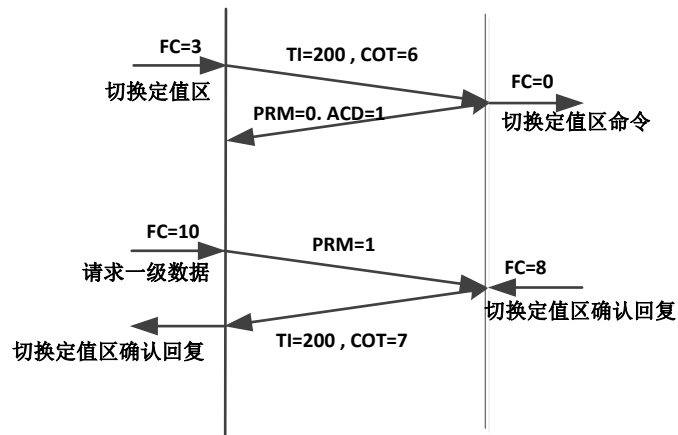 FC=3
TI=200 , COT=6
切换定值区
FC=0
PRM=0. ACD=1
切换定值区命令
FC=10
PRM=1
请求一级数据
FC=8
切换定值区确认回复
TI=200 , COT=7
切换定值区确认回复